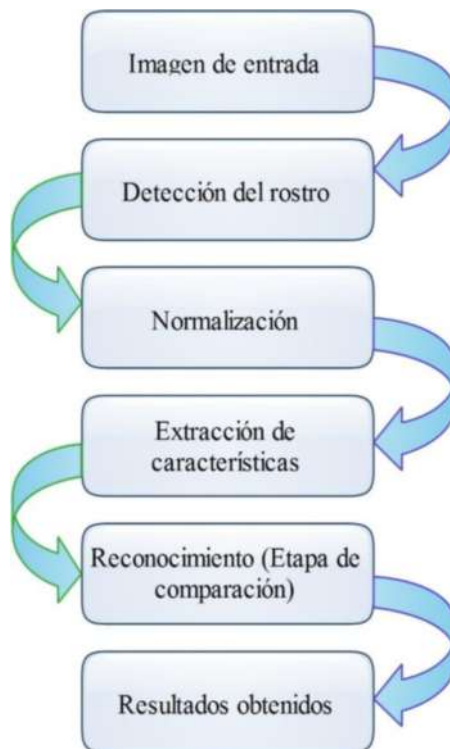 Imagen de entrada
Detección del rostro
Normalización
Extracción de
características
Reconocimiento (Etapa de
comparación)
Resultados obtenidos